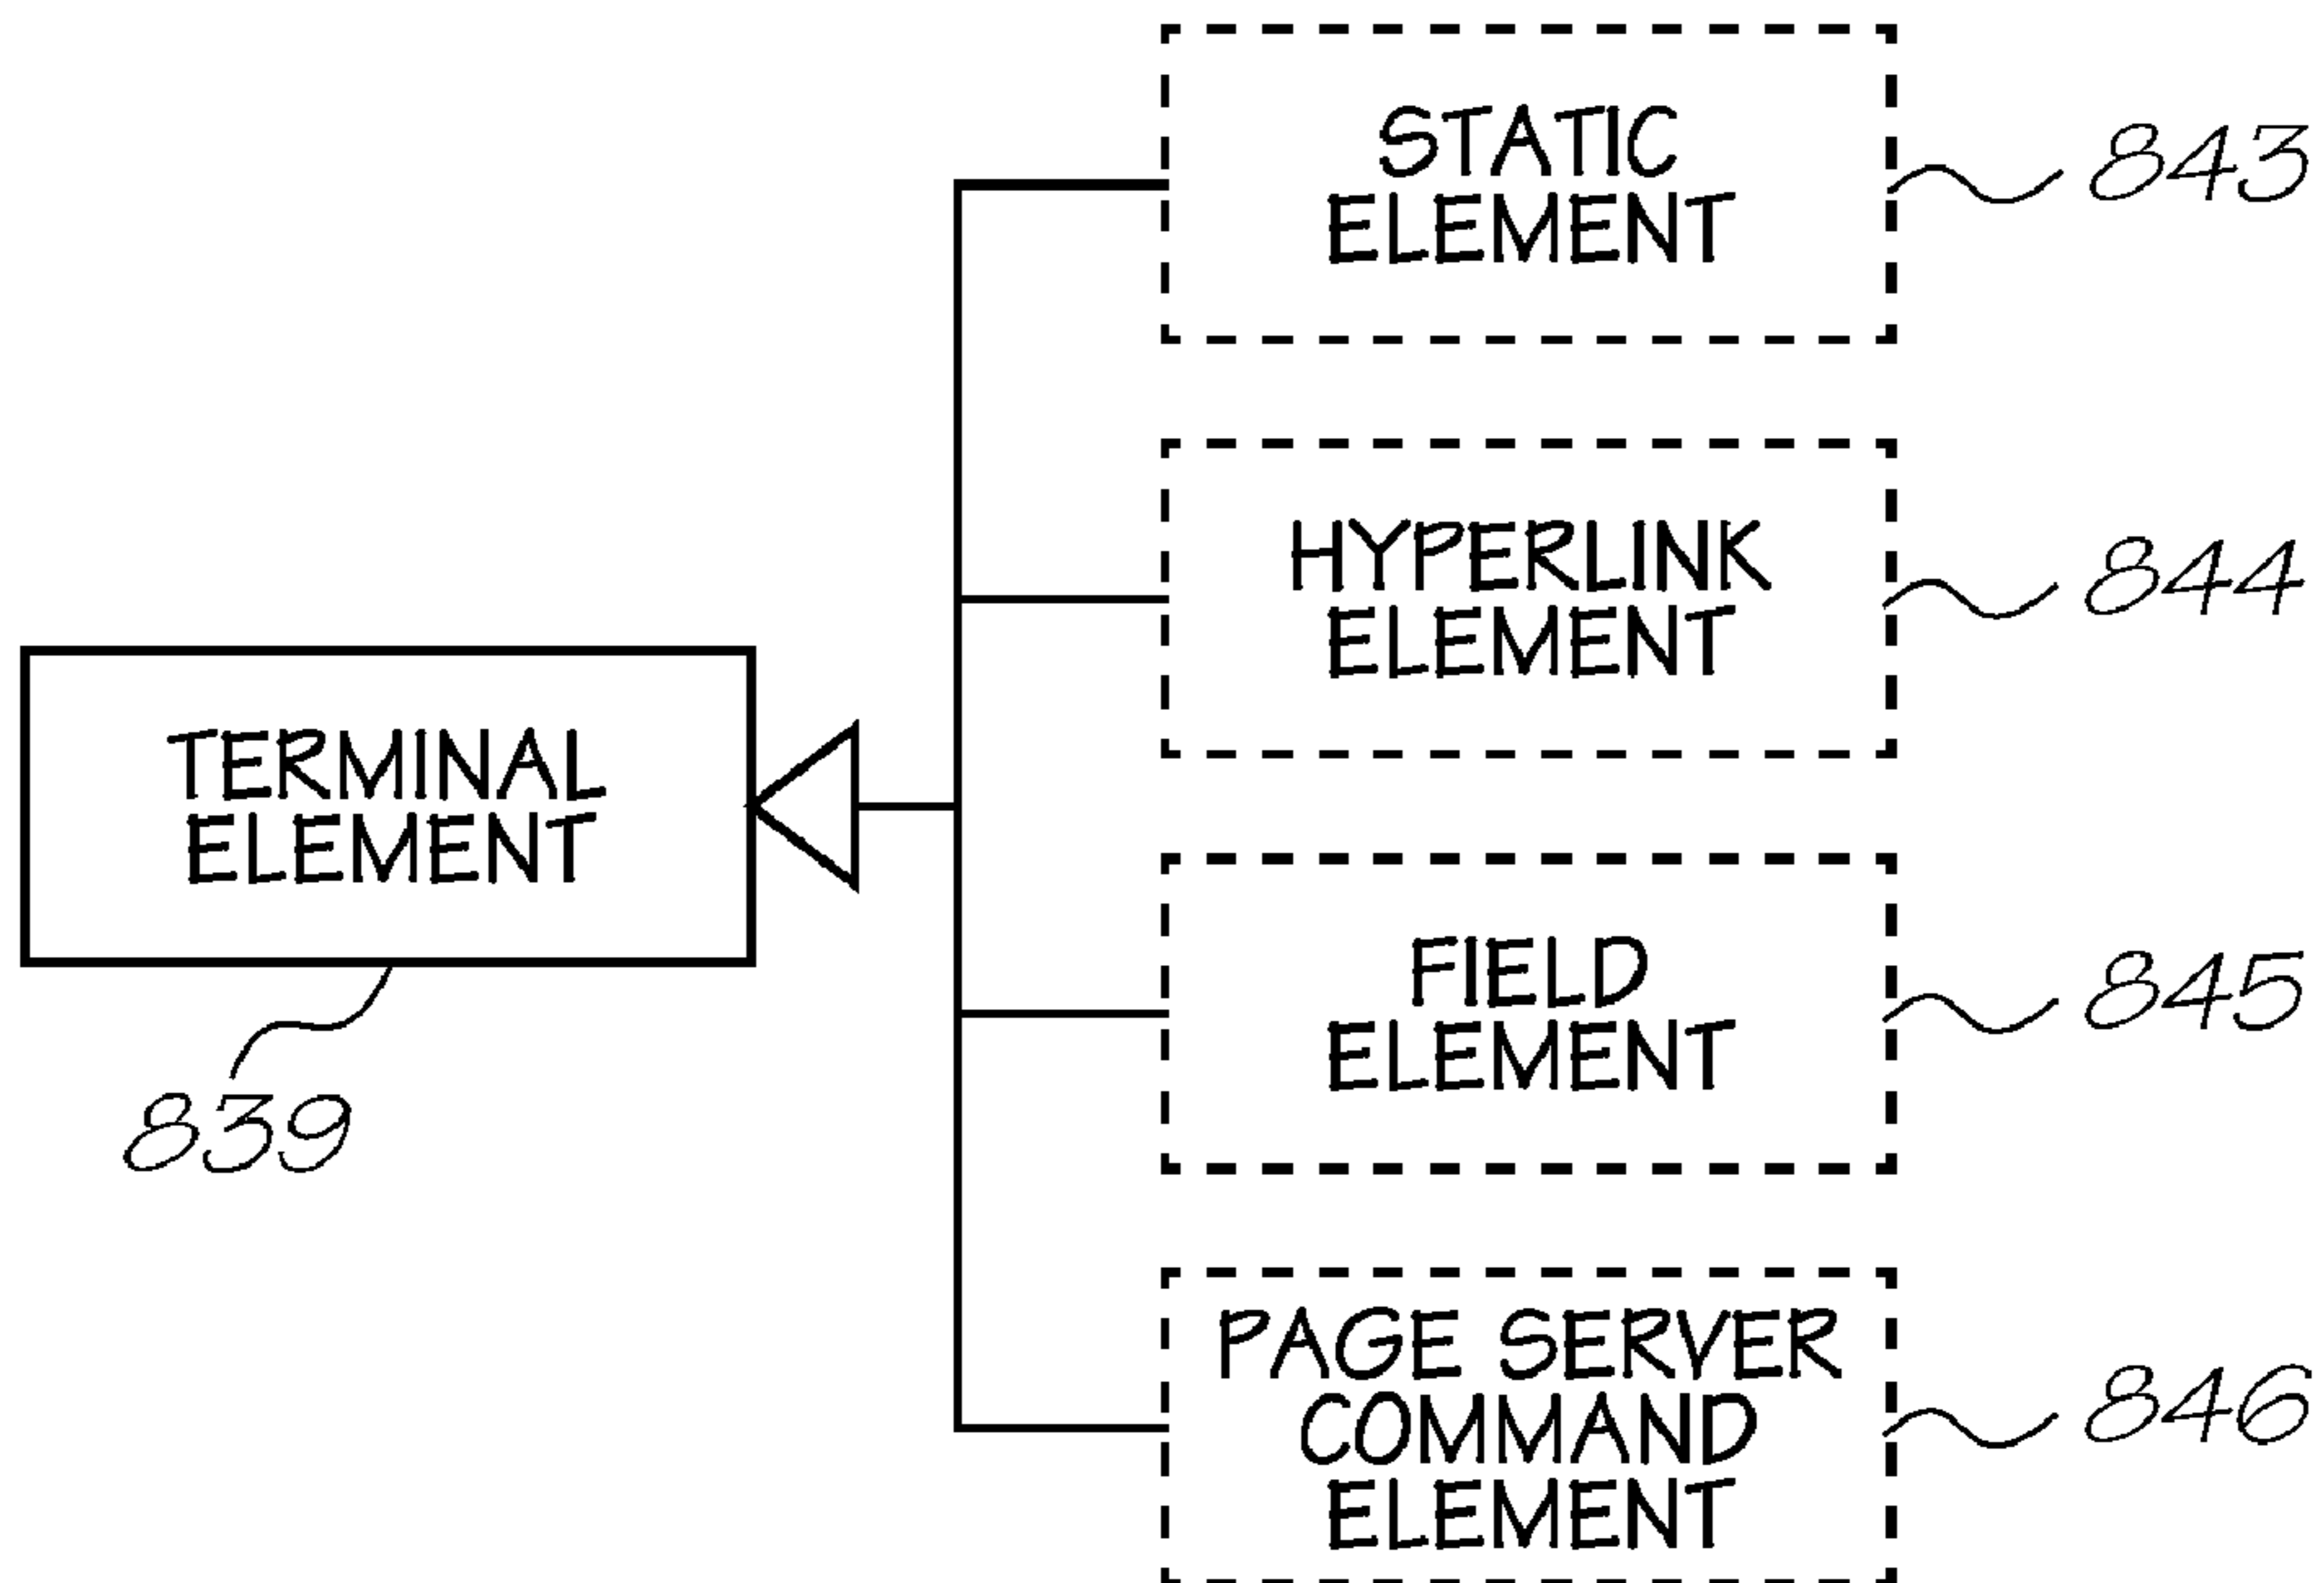 STATIC
ELEMENT
843
HYPERLINK
ELEMENT
844
TERMINAL
ELEMENT
839
FIELD
ELEMENT
845
PAGE SERVER
COMMAND
ELEMENT
846